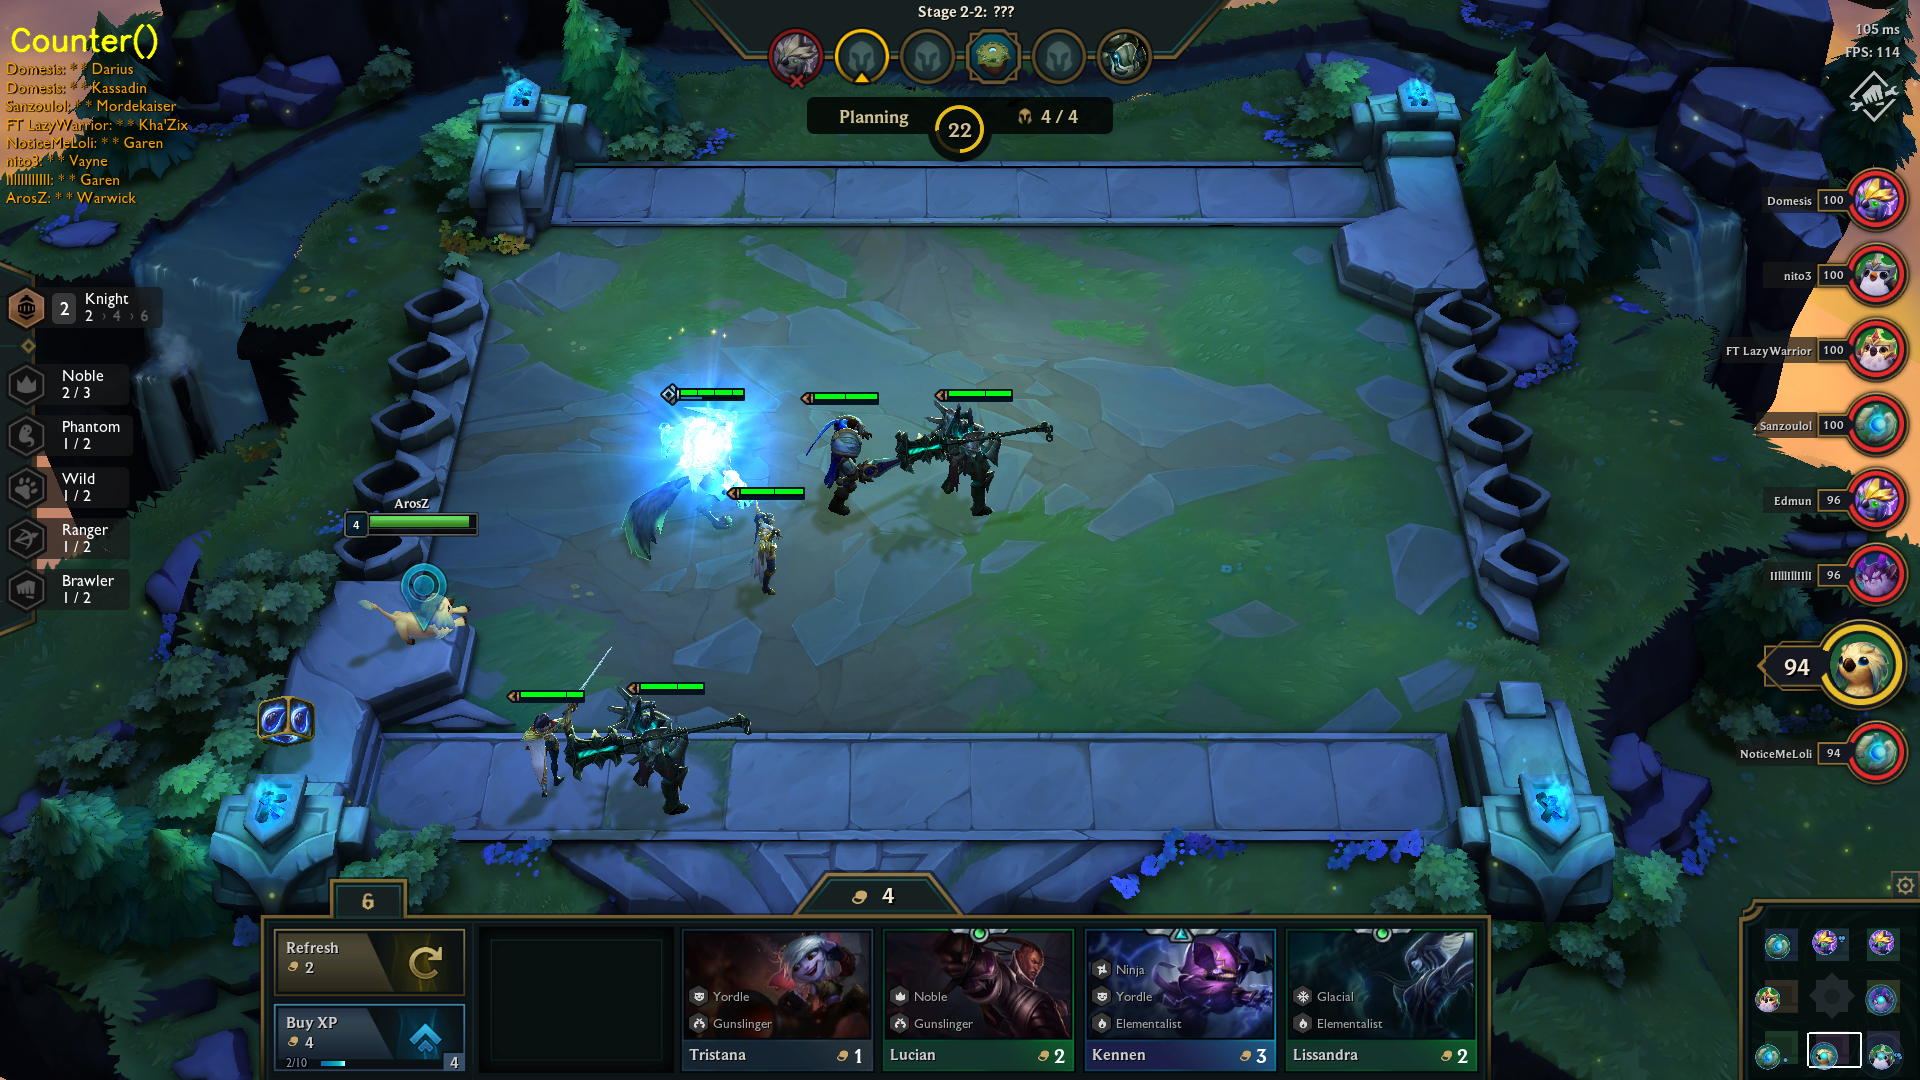 Stage 2-2: ???
105 ms
FPS: 114
Counter()
Domesis: * * Darius
Domesis: * * Kassadin
Sanzoulol: * * Mordekaiser
FT LazyWarrior: * * Kha'Zix
NoticeMeLoli: * * Garen
nito3: * * Vayne
* * Garen
ArosZ: * * Warwick
Planning
22
4 / 4
Domesis 100
nito3 100
FT LazyWarrior 100
Sanzoulol 100
Edmun 96
96
94
NoticeMeLoli 94
2
Knight
2 › 4 › 6
Noble
2 / 3
Phantom
1 / 2
Wild
1 / 2
Ranger
1 / 2
Brawler
1 / 2
ArosZ
4
6
4
Refresh
2
Buy XP
4
2/10
4
Yordle
Gunslinger
Tristana 1
Noble
Gunslinger
Lucian 2
Ninja
Yordle
Elementalist
Kennen 3
Glacial
Elementalist
Lissandra 2